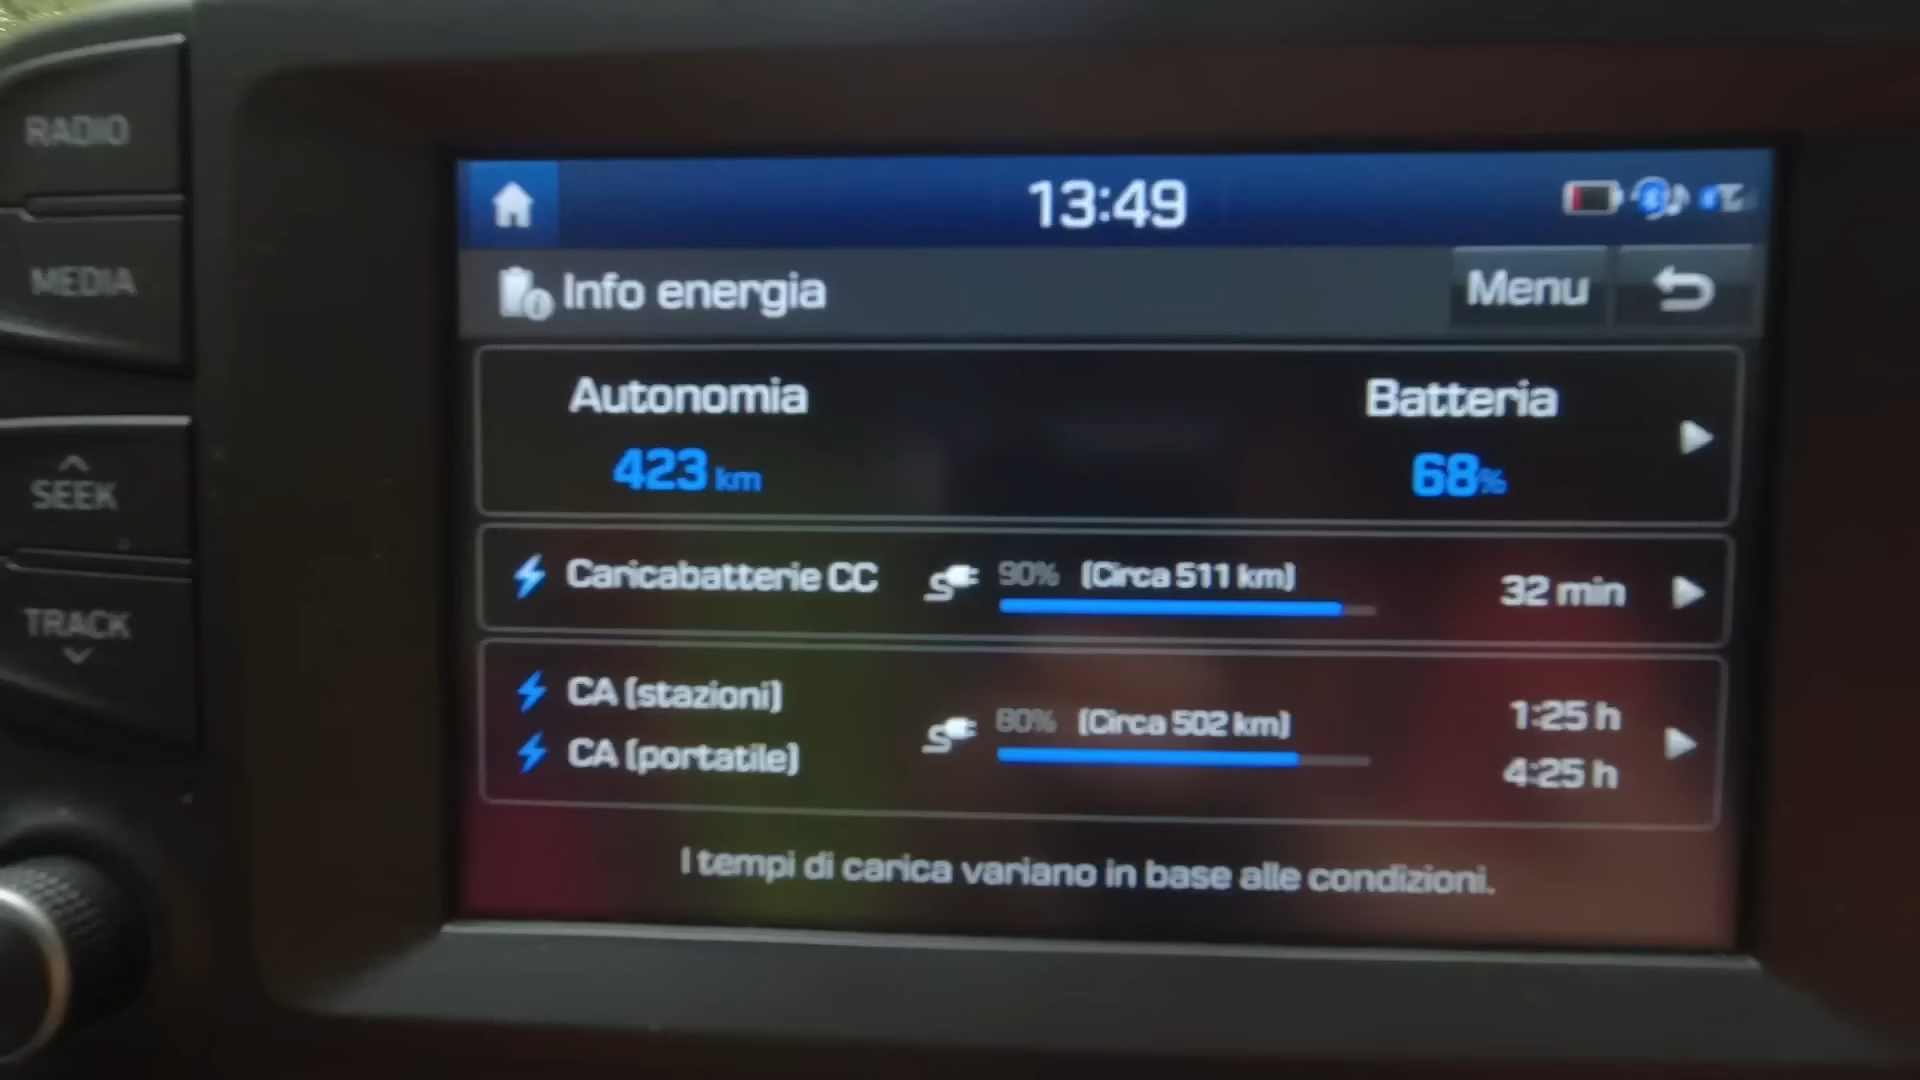 RADIO
MEDIA
SEEK
TRACK
13:49
Info energia
Menu
Autonomia
Batteria
423 km
68%
Caricabatterie CC
90% (Circa 511 km)
32 min
CA (stazioni)
CA (portatile)
80% (Circa 502 km)
1:25 h
4:25 h
I tempi di carica variano in base alle condizioni.